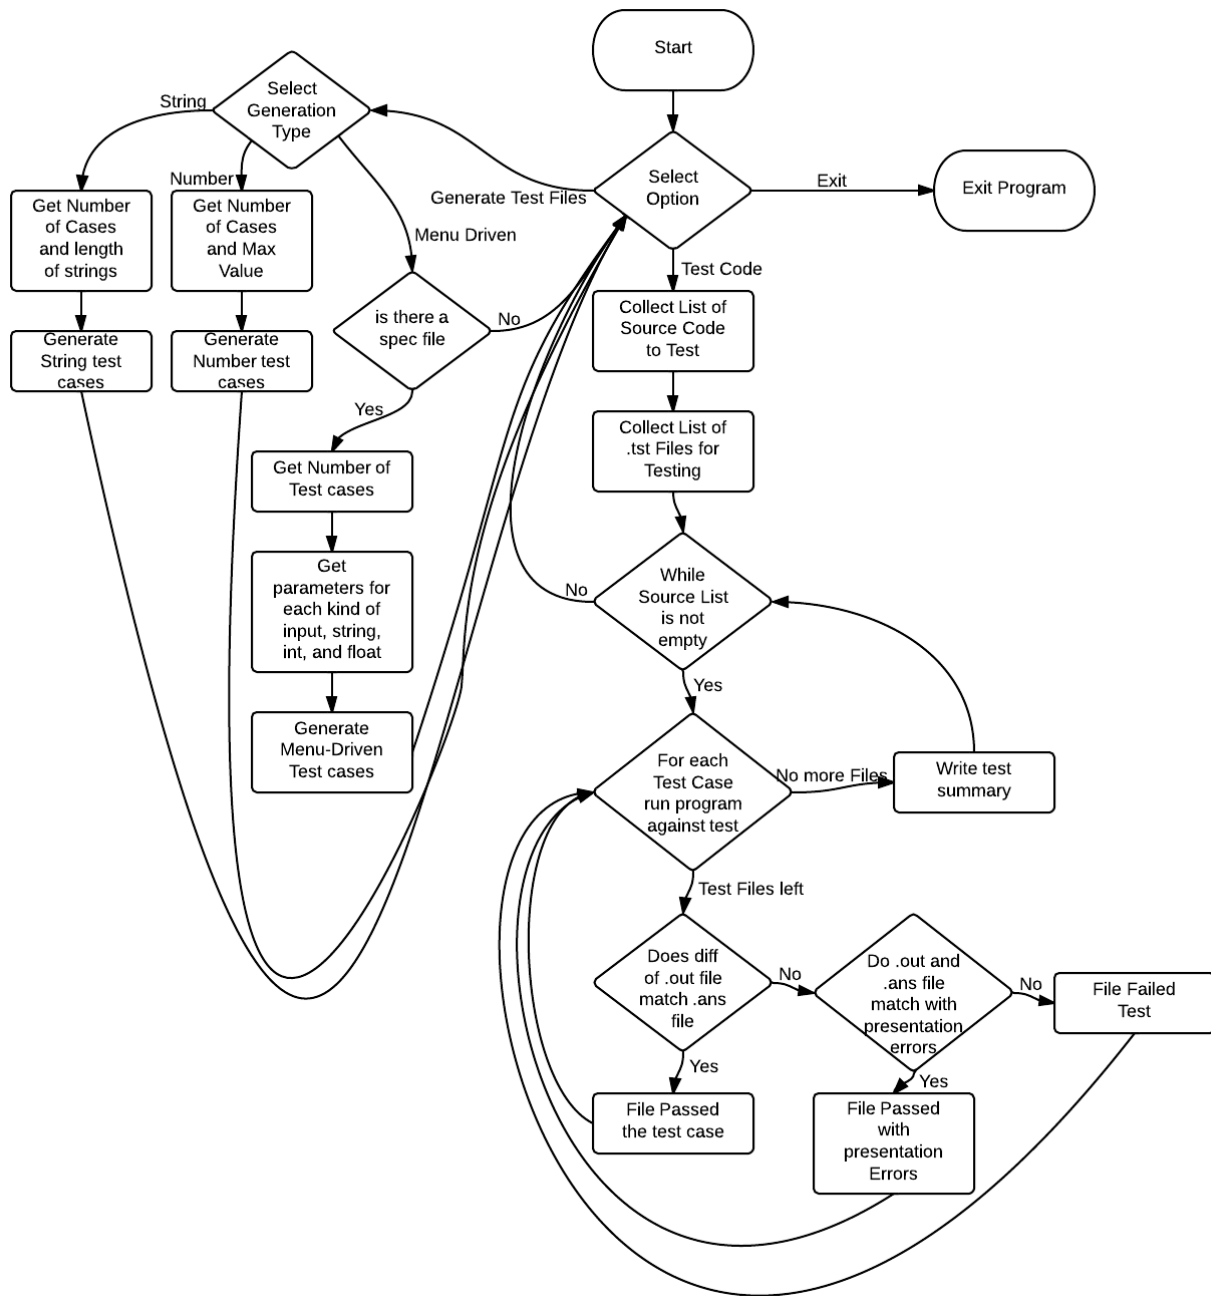 Start
Select
Generation
Type
String
Number
Menu Driven
Generate Test Files
Select
Option
Exit
Exit Program
Get Number
of Cases
and length
of strings
Get Number
of Cases
and Max
Value
Test Code
Generate
String test
cases
Generate
Number test
cases
is there a
spec file
No
Yes
Collect List of
Source Code
to Test
Collect List of
.tst Files for
Testing
Get Number of
Test cases
Get
parameters for
each kind of
input, string,
int, and float
Generate
Menu-Driven
Test cases
While
Source List
is not
empty
No
Yes
For each
Test Case
run program
against test
No more Files
Write test
summary
Test Files left
Does diff
of .out file
match .ans
file
No
Yes
Do .out and
.ans file
match with
presentation
errors
No
Yes
File Failed
Test
File Passed
the test case
File Passed
with
presentation
Errors